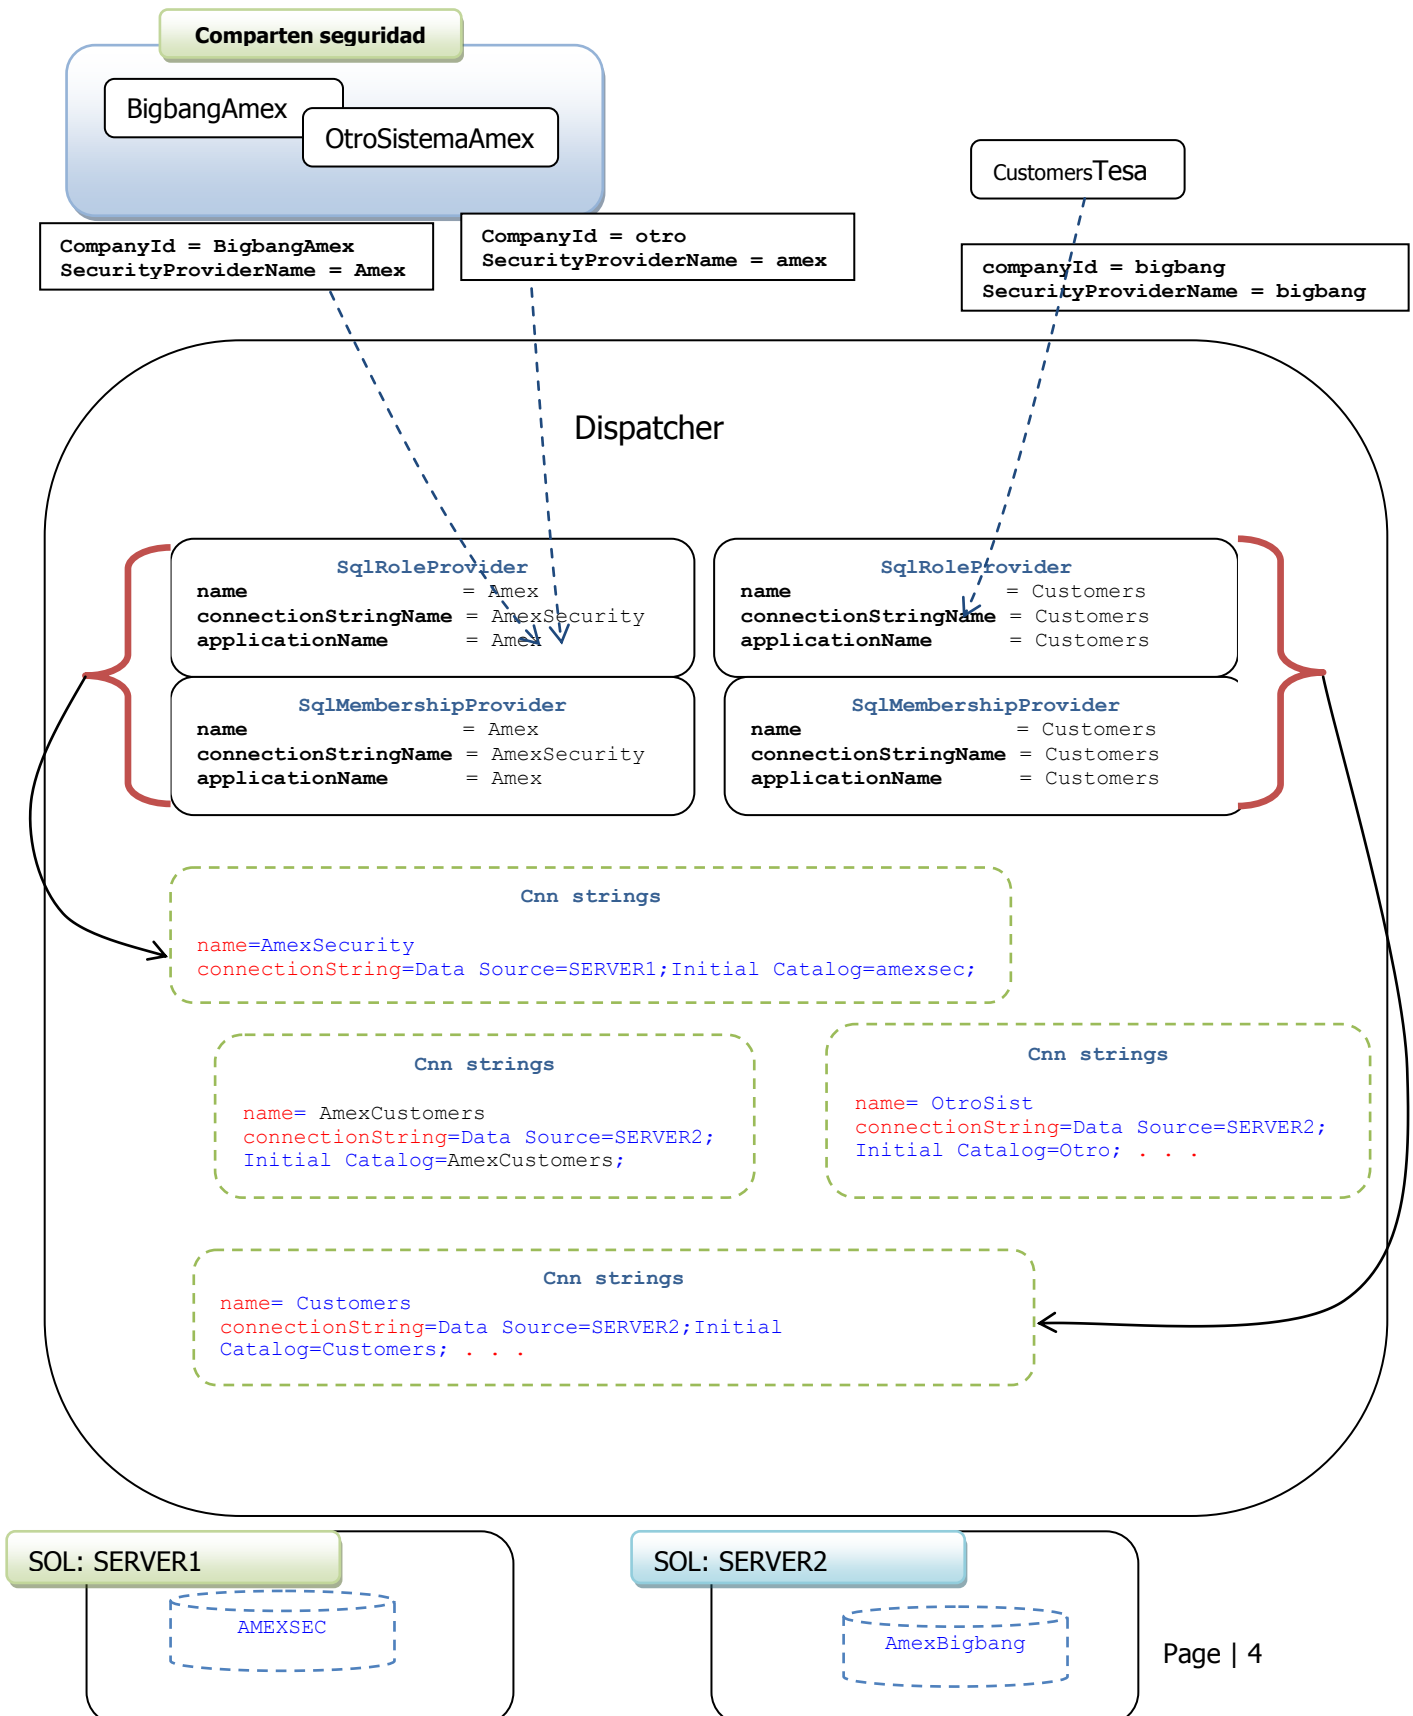 Comparten seguridad
BigbangAmex
OtroSistemaAmex
CustomersTesa
CompanyId = BigbangAmex
SecurityProviderName = Amex
CompanyId = otro
SecurityProviderName = amex
companyId = bigbang
SecurityProviderName = bigbang
Dispatcher
SqlRoleProvider
name = Amex
connectionStringName = AmexSecurity
applicationName = Amex
SqlRoleProvider
name = Customers
connectionStringName = Customers
applicationName = Customers
SqlMembershipProvider
name = Amex
connectionStringName = AmexSecurity
applicationName = Amex
SqlMembershipProvider
name = Customers
connectionStringName = Customers
applicationName = Customers
Cnn strings
name=AmexSecurity
connectionString=Data Source=SERVER1;Initial Catalog=amexsec;
Cnn strings
name= AmexCustomers
connectionString=Data Source=SERVER2;
Initial Catalog=AmexCustomers;
Cnn strings
name= OtroSist
connectionString=Data Source=SERVER2;
Initial Catalog=Otro; . . .
Cnn strings
name= Customers
connectionString=Data Source=SERVER2;Initial
Catalog=Customers; . . .
SOL: SERVER1
AMEXSEC
SOL: SERVER2
AmexBigbang
Page | 4